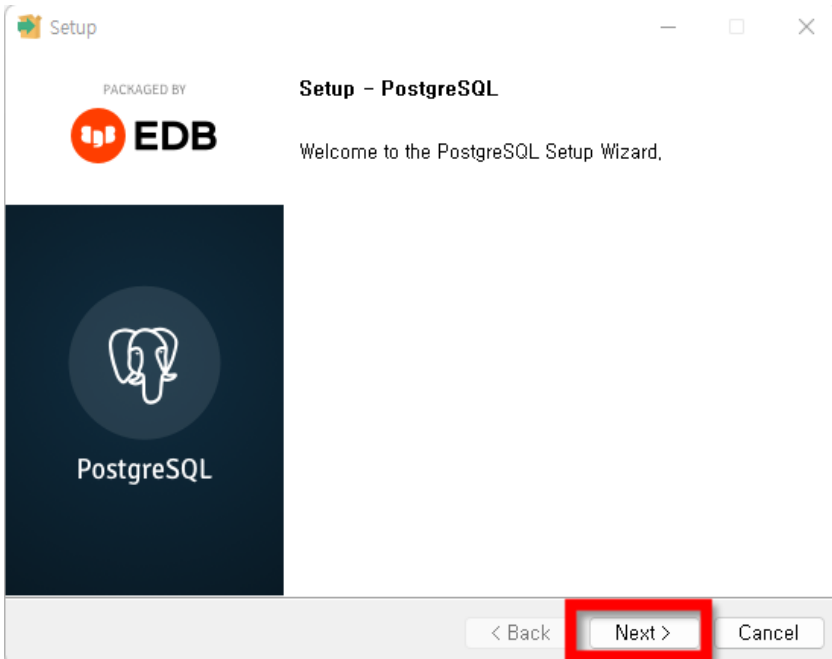 Setup
PACKAGED BY
EDB
Setup - PostgreSQL
Welcome to the PostgreSQL Setup Wizard,
PostgreSQL
< Back
Next >
Cancel